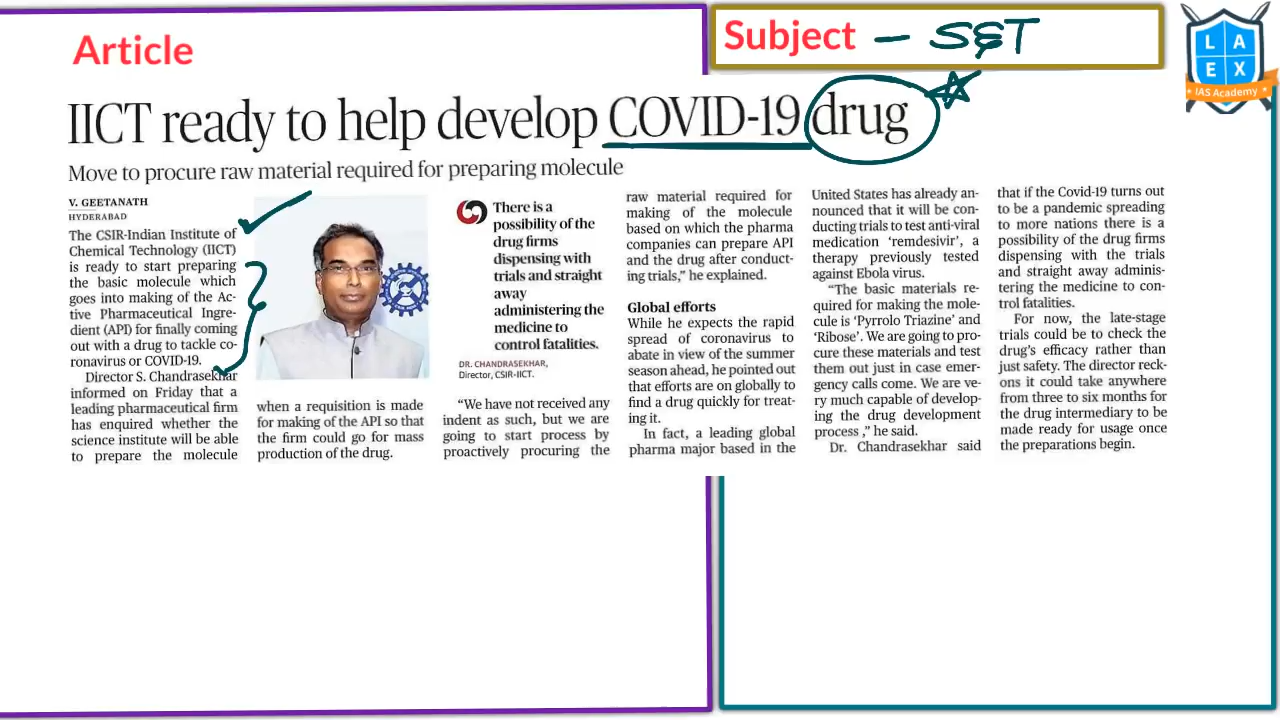 Article
Subject – S&T
L A
E X
IAS Academy
IICT ready to help develop COVID-19 drug
Move to procure raw material required for preparing molecule
V. GEETANATH
HYDERABAD
The CSIR-Indian Institute of
Chemical Technology (IICT)
is ready to start preparing
the basic molecule which
goes into making of the Ac-
tive Pharmaceutical Ingre-
dient (API) for finally coming
out with a drug to tackle co-
ronavirus or COVID-19.
Director S. Chandrasekhar
informed on Friday that a
leading pharmaceutical firm
has enquired whether the
science institute will be able
to prepare the molecule
when a requisition is made
for making of the API so that
the firm could go for mass
production of the drug.
There is a
possibility of the
drug firms
dispensing with
trials and straight
away
administering the
medicine to
control fatalities.
DR. CHANDRASEKHAR,
Director, CSIR-IICT.
“We have not received any
indent as such, but we are
going to start process by
proactively procuring the
raw material required for
making of the molecule
based on which the pharma
companies can prepare API
and the drug after conduct-
ing trials,” he explained.
Global efforts
While he expects the rapid
spread of coronavirus to
abate in view of the summer
season ahead, he pointed out
that efforts are on globally to
find a drug quickly for treat-
ing it.
In fact, a leading global
pharma major based in the
United States has already an-
nounced that it will be con-
ducting trials to test anti-viral
medication ‘remdesivir’, a
therapy previously tested
against Ebola virus.
“The basic materials re-
quired for making the mole-
cule is ‘Pyrrolo Triazine’ and
‘Ribose’. We are going to pro-
cure these materials and test
them out just in case emer-
gency calls come. We are ve-
ry much capable of develop-
ing the drug development
process ,” he said.
Dr. Chandrasekhar said
that if the Covid-19 turns out
to be a pandemic spreading
to more nations there is a
possibility of the drug firms
dispensing with the trials
and straight away adminis-
tering the medicine to con-
trol fatalities.
For now, the late-stage
trials could be to check the
drug’s efficacy rather than
just safety. The director reck-
ons it could take anywhere
from three to six months for
the drug intermediary to be
made ready for usage once
the preparations begin.